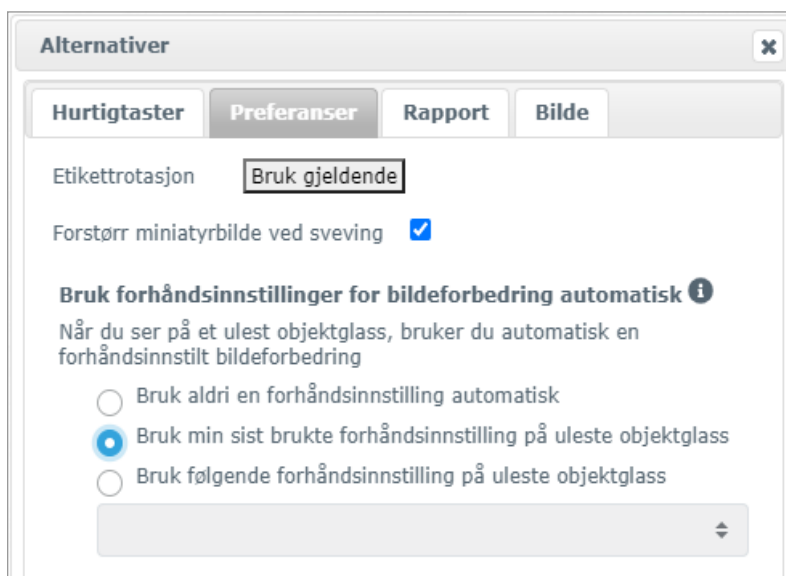 Alternativer
Hurtigtaster Preferanser Rapport Bilde
Etikettrotasjon Bruk gjeldende
Forstørr miniatyrbilde ved sveving
Bruk forhåndsinnstillinger for bildeforbedring automatisk
Når du ser på et ulest objektglass, bruker du automatisk en
forhåndsinnstilt bildeforbedring
Bruk aldri en forhåndsinnstilling automatisk
Bruk min sist brukte forhåndsinnstilling på uleste objektglass
Bruk følgende forhåndsinnstilling på uleste objektglass